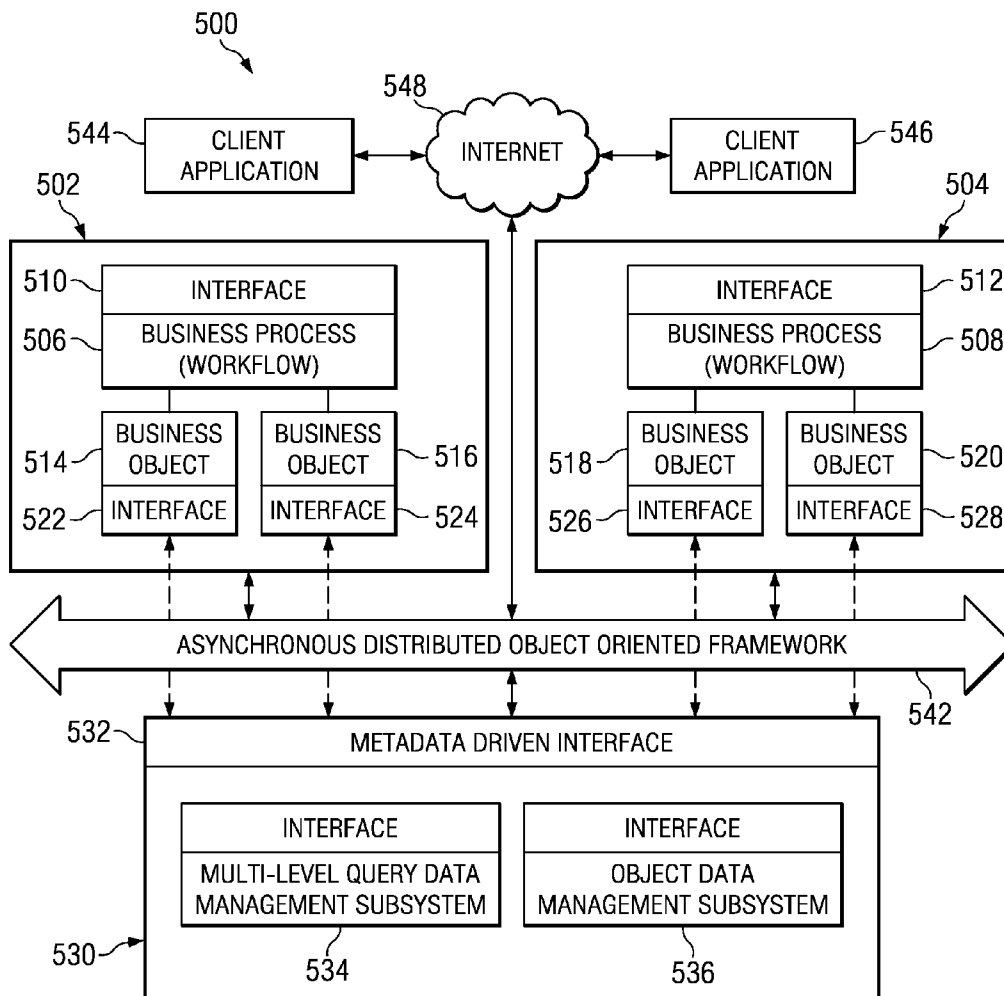 500
548
544
CLIENT
APPLICATION
INTERNET
CLIENT
APPLICATION
546
502
504
510
INTERFACE
506
BUSINESS PROCESS
(WORKFLOW)
INTERFACE
512
BUSINESS PROCESS
(WORKFLOW)
508
514
BUSINESS
OBJECT
BUSINESS
OBJECT
516
522
INTERFACE
INTERFACE
524
518
BUSINESS
OBJECT
BUSINESS
OBJECT
520
526
INTERFACE
INTERFACE
528
ASYNCHRONOUS DISTRIBUTED OBJECT ORIENTED FRAMEWORK
542
532
METADATA DRIVEN INTERFACE
INTERFACE
MULTI-LEVEL QUERY DATA
MANAGEMENT SUBSYSTEM
INTERFACE
OBJECT DATA
MANAGEMENT SUBSYSTEM
530
534
536